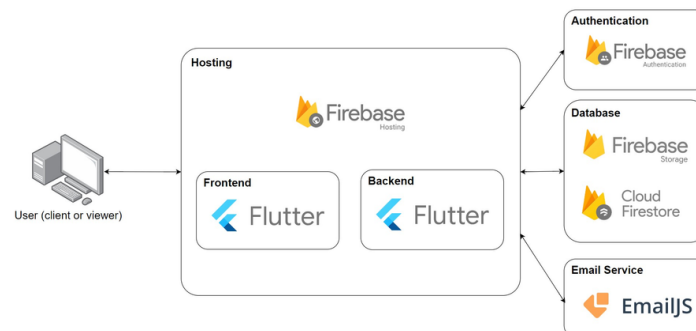 Authentication
Firebase
Authentication
Hosting
Firebase
Hosting
Database
Firebase
Storage
Cloud
Firestore
Frontend
Flutter
Backend
Flutter
User (client or viewer)
Email Service
EmailJS